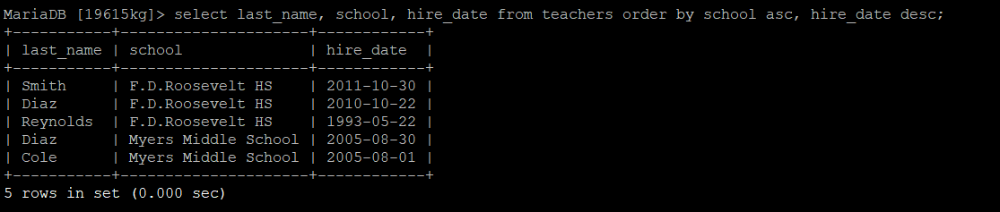 MariaDB [19615kg]> select last_name, school, hire_date from teachers order by school asc, hire_date desc;
+-----------+---------------------+------------+
| last_name | school              | hire_date  |
+-----------+---------------------+------------+
| Smith     | F.D.Roosevelt HS    | 2011-10-30 |
| Diaz      | F.D.Roosevelt HS    | 2010-10-22 |
| Reynolds  | F.D.Roosevelt HS    | 1993-05-22 |
| Diaz      | Myers Middle School | 2005-08-30 |
| Cole      | Myers Middle School | 2005-08-01 |
+-----------+---------------------+------------+
5 rows in set (0.000 sec)